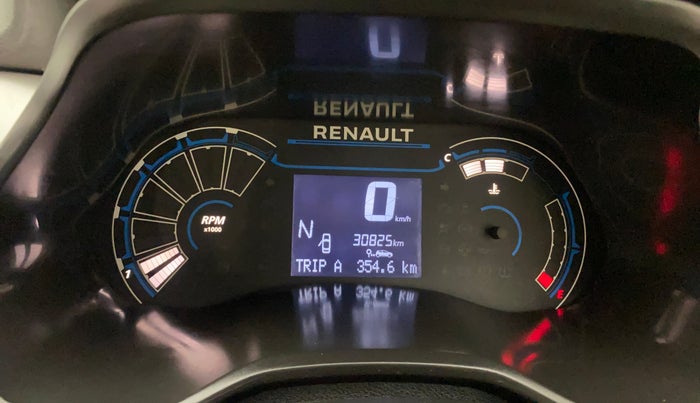 RENAULT
C
0 km/h
RPM
x1000
N
30825km
1
TRIP A 354.6 km
E